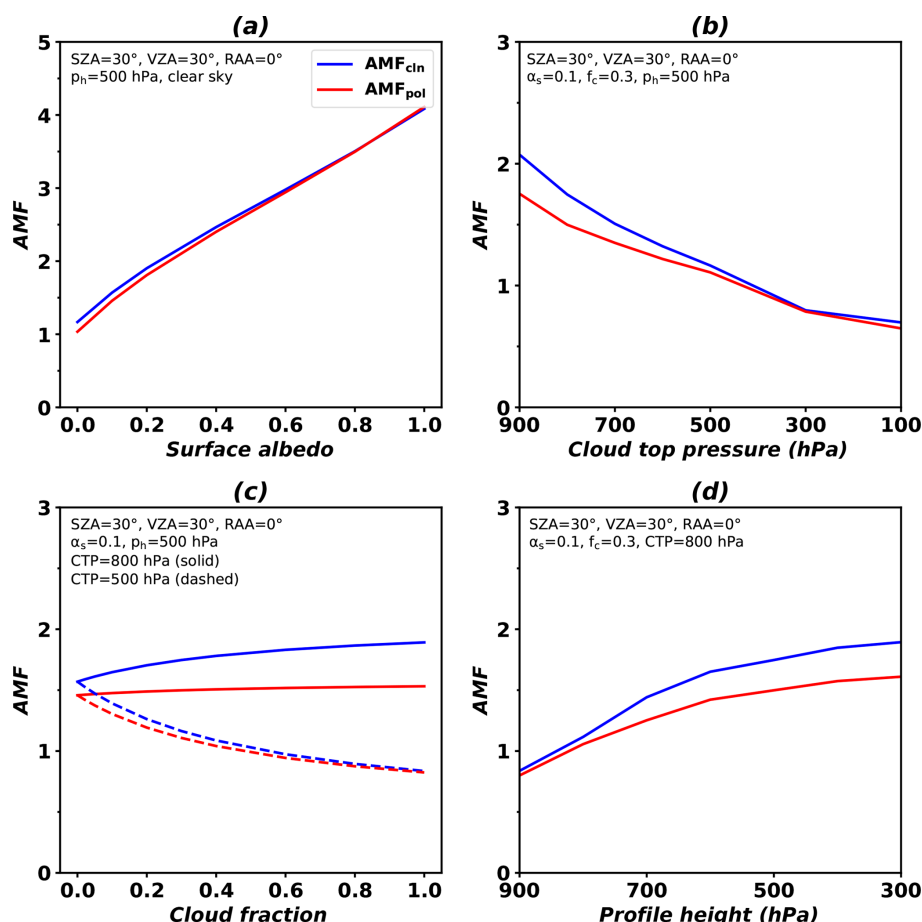 (a)
SZA=30°, VZA=30°, RAA=0°
pₕ=500 hPa, clear sky
AMF_cln
AMF_pol
5
4
3
2
1
0
AMF
0.0 0.2 0.4 0.6 0.8 1.0
Surface albedo
(b)
SZA=30°, VZA=30°, RAA=0°
αₛ=0.1, f_c=0.3, pₕ=500 hPa
3
2
1
0
AMF
900 700 500 300 100
Cloud top pressure (hPa)
(c)
SZA=30°, VZA=30°, RAA=0°
αₛ=0.1, pₕ=500 hPa
CTP=800 hPa (solid)
CTP=500 hPa (dashed)
3
2
1
0
AMF
0.0 0.2 0.4 0.6 0.8 1.0
Cloud fraction
(d)
SZA=30°, VZA=30°, RAA=0°
αₛ=0.1, f_c=0.3, CTP=800 hPa
3
2
1
0
AMF
900 700 500 300
Profile height (hPa)